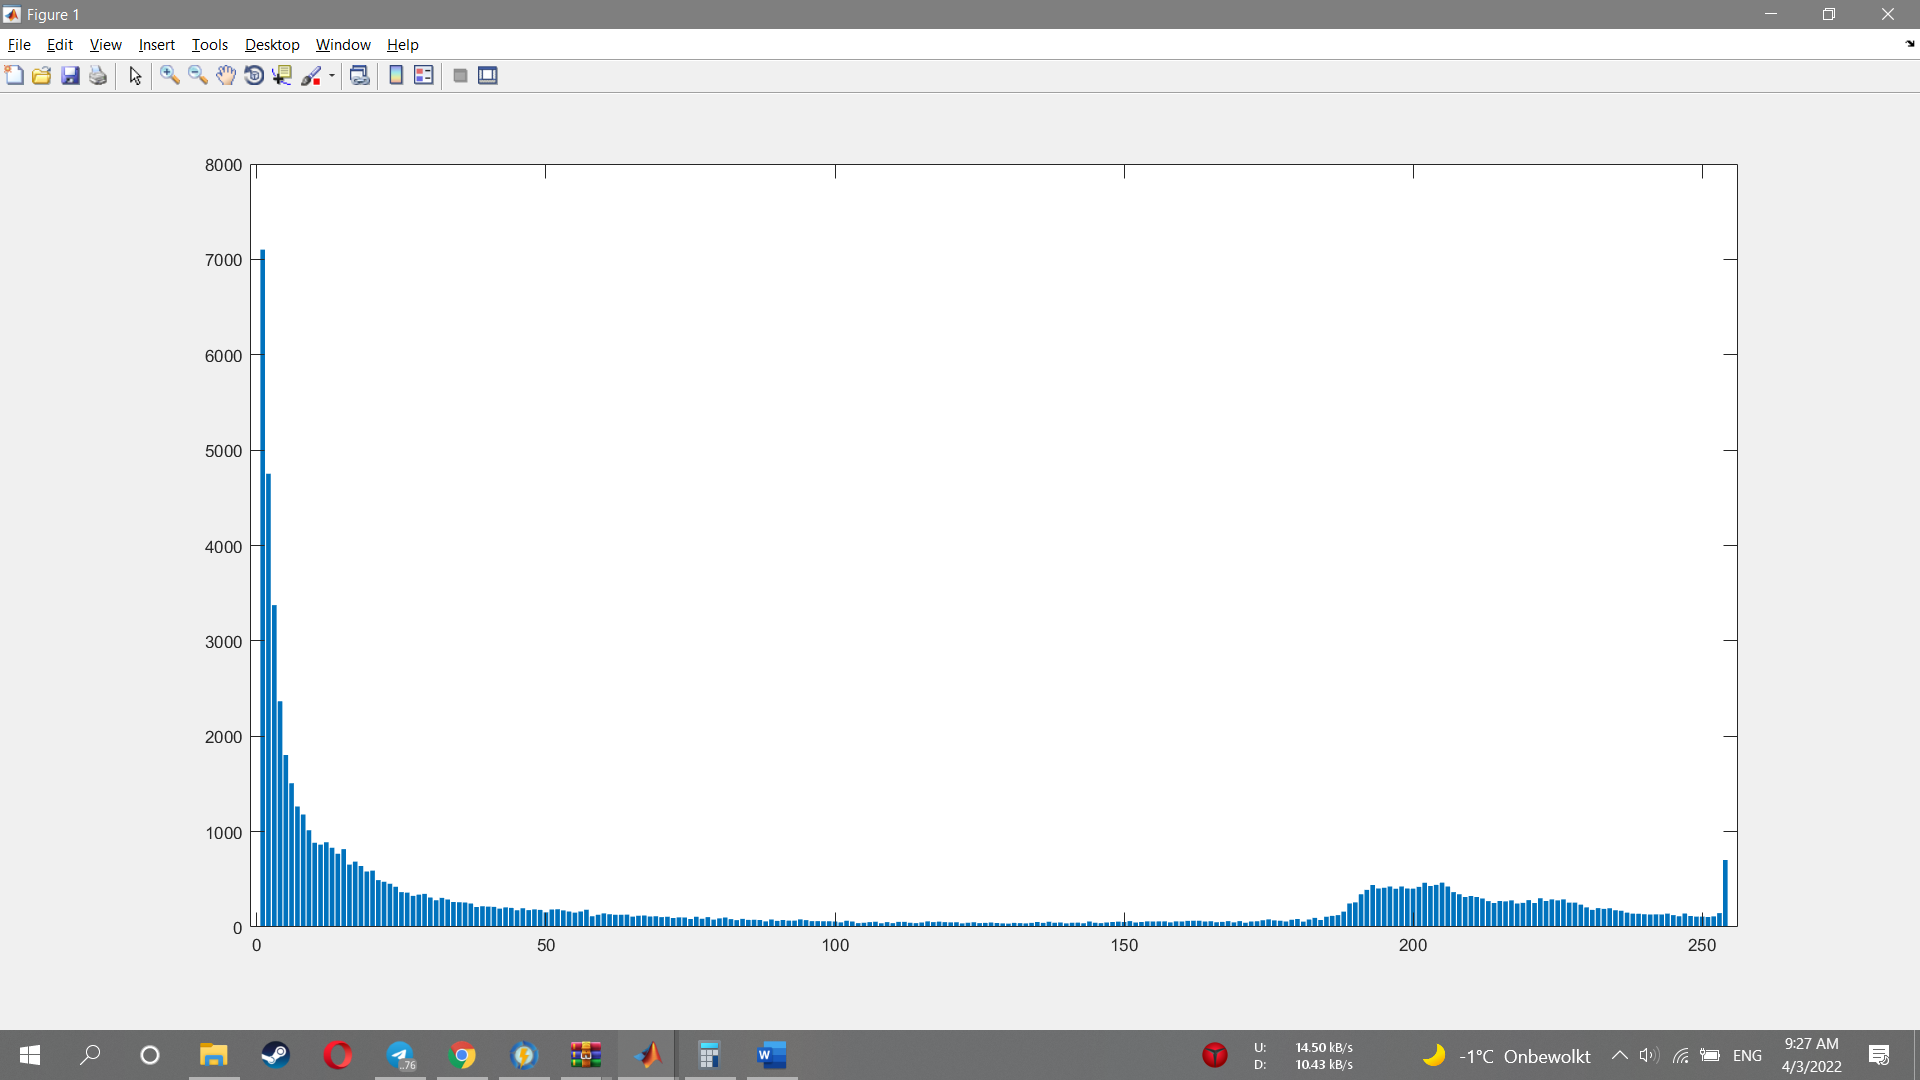 Figure 1
File Edit View Insert Tools Desktop Window Help
8000
7000
6000
5000
4000
3000
2000
1000
0
0 50 100 150 200 250
..76
W
U: 14.50 kB/s
D: 10.43 kB/s
-1°C Onbewolkt
ENG
9:27 AM
4/3/2022